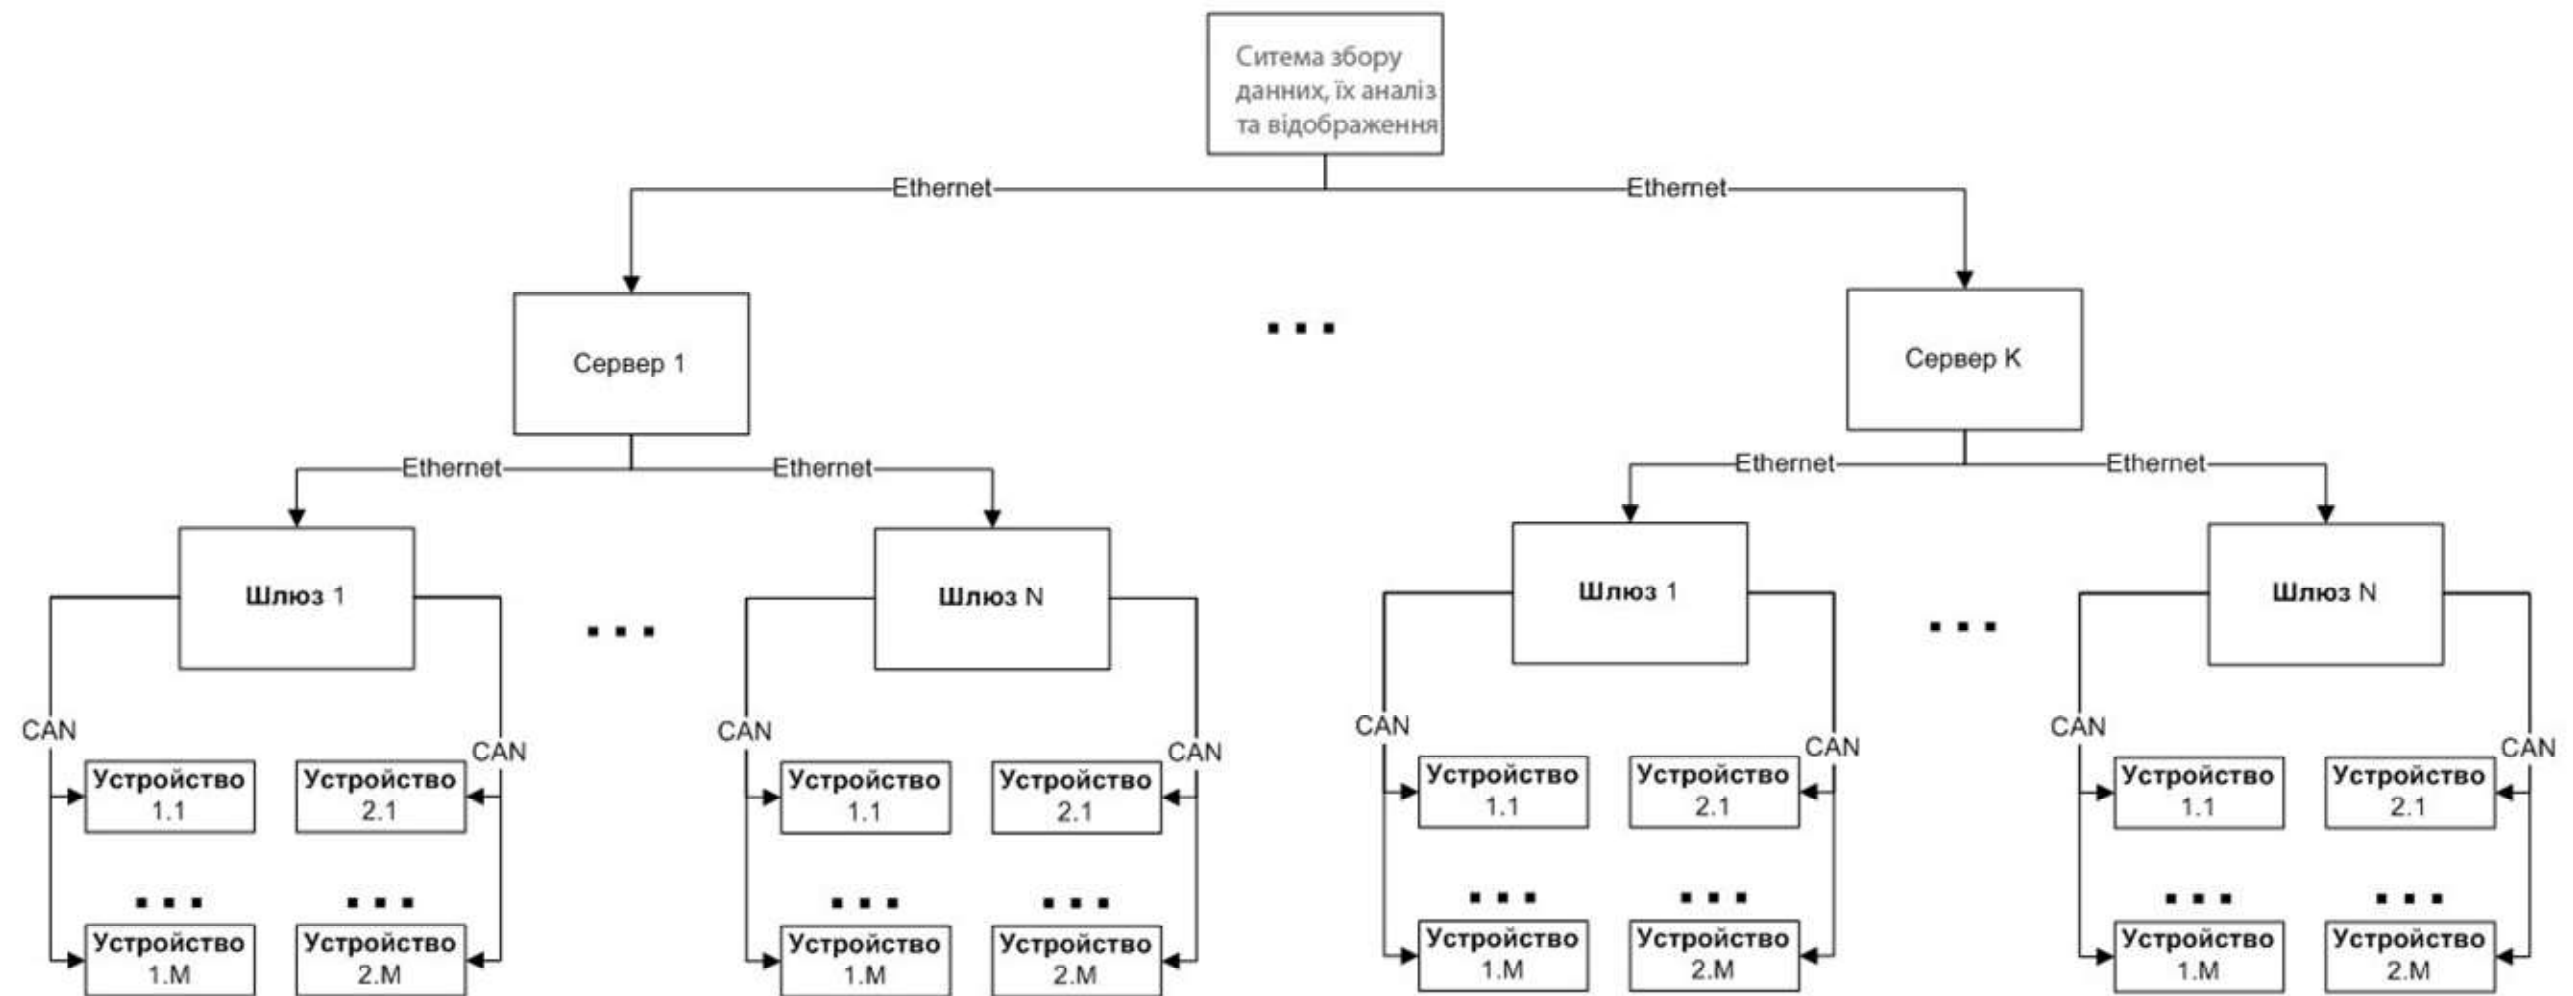 Ситема збору
данних, їх аналіз
та відображення
Ethernet
Ethernet
Сервер 1
Сервер K
Ethernet
Ethernet
Ethernet
Ethernet
Шлюз 1
Шлюз N
Шлюз 1
Шлюз N
CAN
CAN
CAN
CAN
CAN
CAN
CAN
CAN
Устройство
1.1
Устройство
2.1
Устройство
1.1
Устройство
2.1
Устройство
1.1
Устройство
2.1
Устройство
1.1
Устройство
2.1
Устройство
1.M
Устройство
2.M
Устройство
1.M
Устройство
2.M
Устройство
1.M
Устройство
2.M
Устройство
1.M
Устройство
2.M